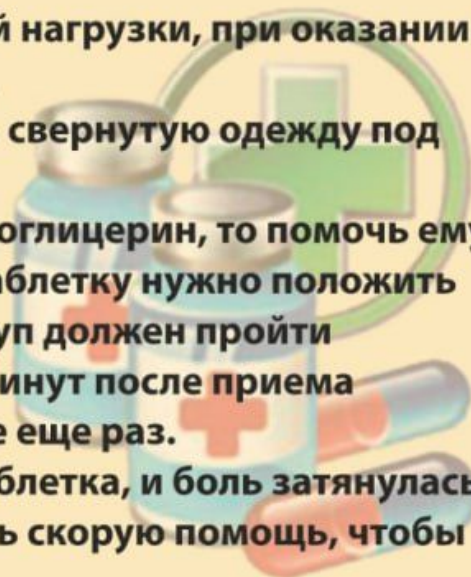 й нагрузки, при оказании
свернутую одежду под
оглицерин, то помочь ему
аблетку нужно положить
уп должен пройти
инут после приема
е еще раз.
блетка, и боль затянулась
ь скорую помощь, чтобы